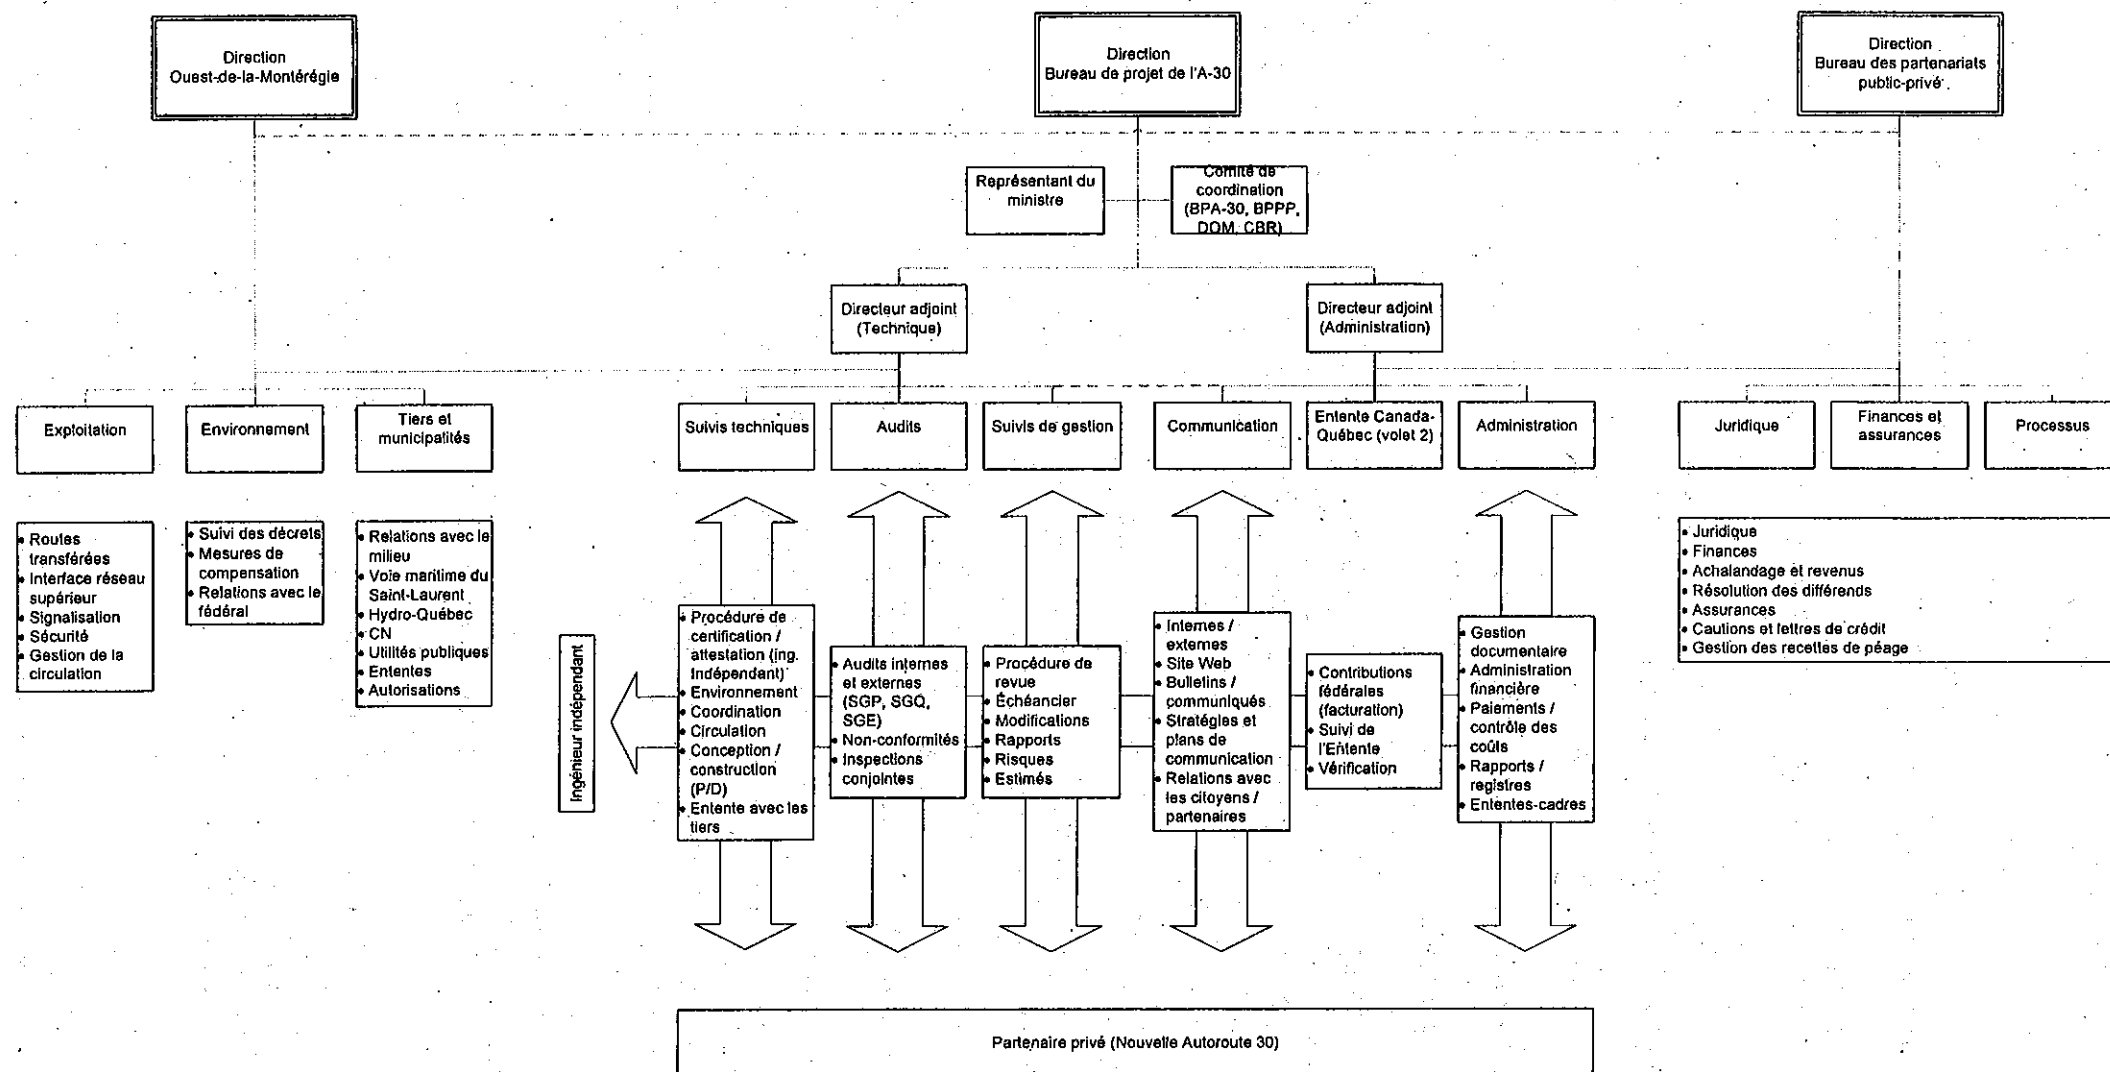 Direction
Ouest-de-la-Montérégie
Direction
Bureau de projet de l'A-30
Direction
Bureau des partenariats
public-privé
Représentant du
ministre
Comité de
coordination
(BPA-30, BPPP,
DOM, CBR)
Directeur adjoint
(Technique)
Directeur adjoint
(Administration)
Exploitation
Environnement
Tiers et
municipalités
Suivis techniques
Audits
Suivis de gestion
Communication
Entente Canada-
Québec (volet 2)
Administration
Juridique
Finances et
assurances
Processus
• Routes
transférées
• Interface réseau
supérieur
• Signalisation
• Sécurité
• Gestion de la
circulation
• Suivi des décrets
• Mesures de
compensation
• Relations avec le
fédéral
• Relations avec le
milieu
• Voie maritime du
Saint-Laurent
• Hydro-Québec
• CN
• Utilités publiques
• Ententes
• Autorisations
Ingénieur indépendant
• Procédure de
certification /
attestation (ing.
indépendant)
• Environnement
• Coordination
• Circulation
• Conception /
construction
(P/D)
• Entente avec les
tiers
• Audits internes
et externes
(SGP, SGQ,
SGE)
• Non-conformités
• Inspections
conjointes
• Procédure de
revue
• Échéancier
• Modifications
• Rapports
• Risques
• Estimés
• Internes /
externes
• Site Web
• Bulletins /
communiqués
• Stratégies et
plans de
communication
• Relations avec
les citoyens /
partenaires
• Contributions
fédérales
(facturation)
• Suivi de
l'Entente
• Vérification
• Gestion
documentaire
• Administration
financière
• Paiements /
contrôle des
coûts
• Rapports /
registres
• Ententes-cadres
• Juridique
• Finances
• Achalandage et revenus
• Résolution des différends
• Assurances
• Cautions et lettres de crédit
• Gestion des recettes de péage
Partenaire privé (Nouvelle Autoroute 30)